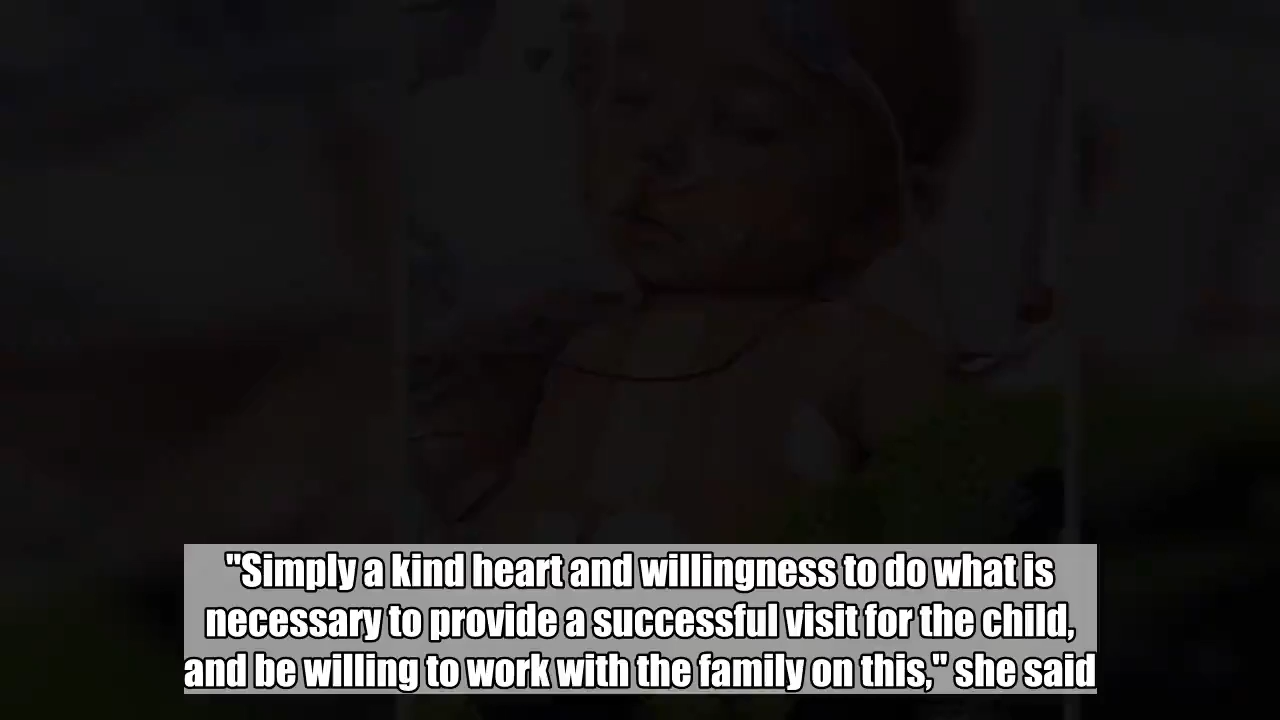 "Simply a kind heart and willingness to do what is
necessary to provide a successful visit for the child,
and be willing to work with the family on this," she said